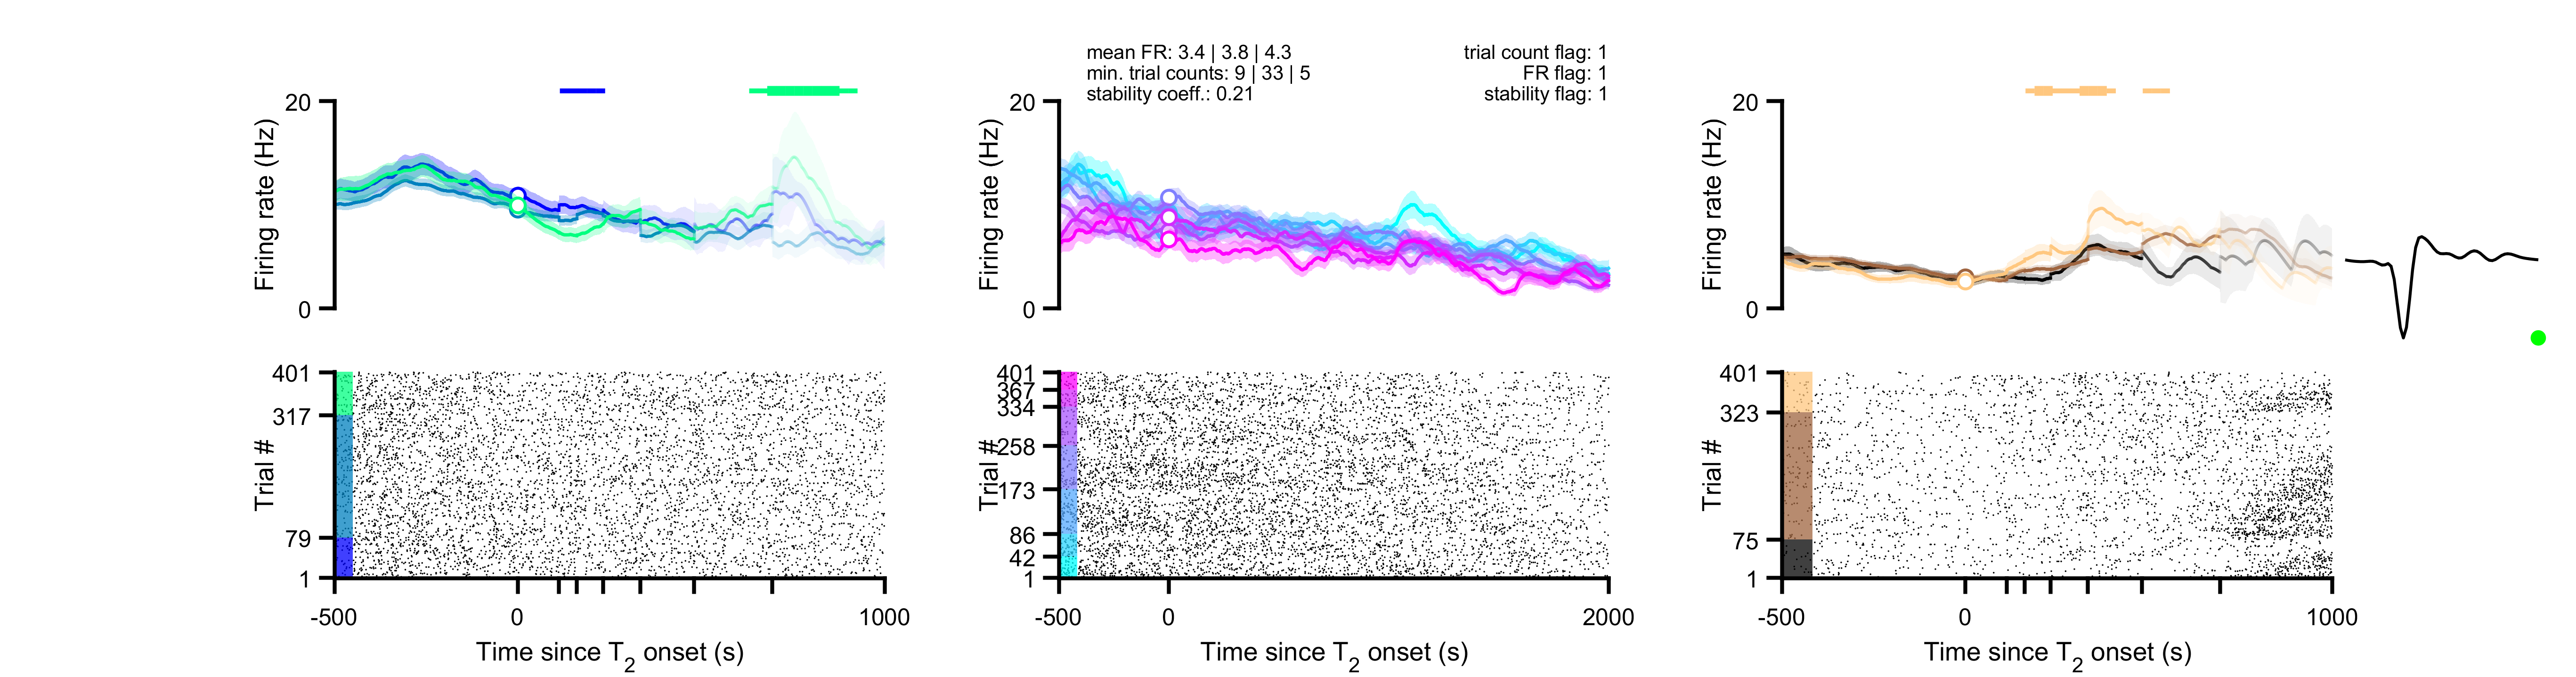 mean FR: 3.4 | 3.8 | 4.3
min. trial counts: 9 | 33 | 5
stability coeff.: 0.21
trial count flag: 1
FR flag: 1
stability flag: 1
20
0
Firing rate (Hz)
20
0
Firing rate (Hz)
20
0
Firing rate (Hz)
401
317
79
1
Trial #
-500
0
1000
Time since T2 onset (s)
401
367
334
258
173
86
42
1
Trial #
-500
0
2000
Time since T2 onset (s)
401
323
75
1
Trial #
-500
0
1000
Time since T2 onset (s)